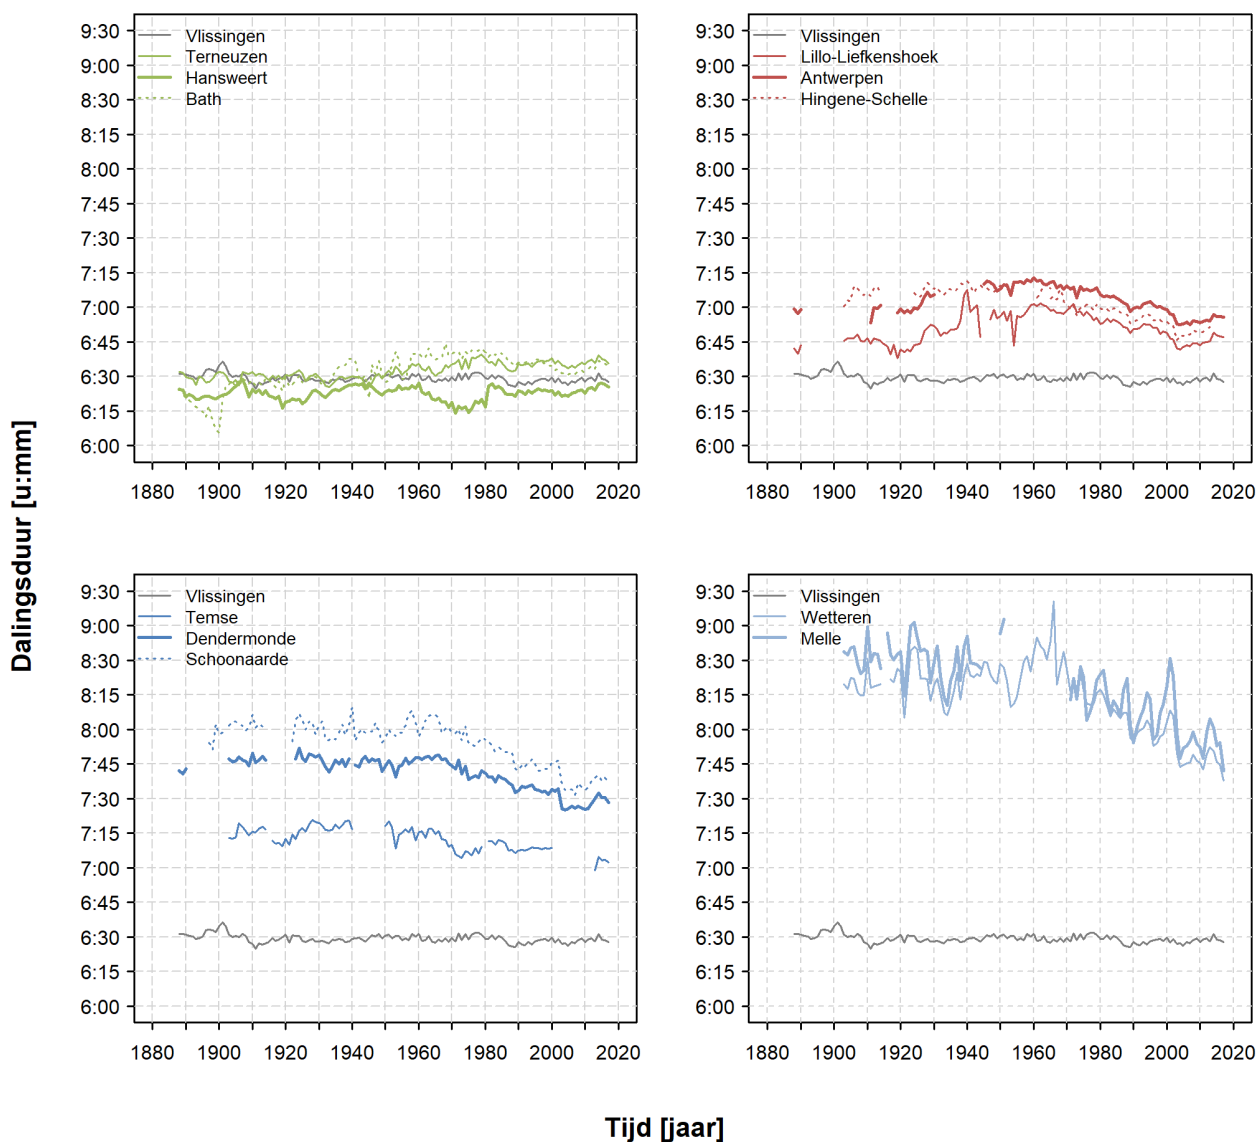 9:30
9:00
8:30
8:15
8:00
7:45
7:30
7:15
7:00
6:45
6:30
6:15
6:00
Vlissingen
Terneuzen
Hansweert
Bath
1880 1900 1920 1940 1960 1980 2000 2020
9:30
9:00
8:30
8:15
8:00
7:45
7:30
7:15
7:00
6:45
6:30
6:15
6:00
Vlissingen
Lillo-Liefkenshoek
Antwerpen
Hingene-Schelle
1880 1900 1920 1940 1960 1980 2000 2020
Dalingsduur [u:mm]
9:30
9:00
8:30
8:15
8:00
7:45
7:30
7:15
7:00
6:45
6:30
6:15
6:00
Vlissingen
Temse
Dendermonde
Schoonaarde
1880 1900 1920 1940 1960 1980 2000 2020
9:30
9:00
8:30
8:15
8:00
7:45
7:30
7:15
7:00
6:45
6:30
6:15
6:00
Vlissingen
Wetteren
Melle
1880 1900 1920 1940 1960 1980 2000 2020
Tijd [jaar]